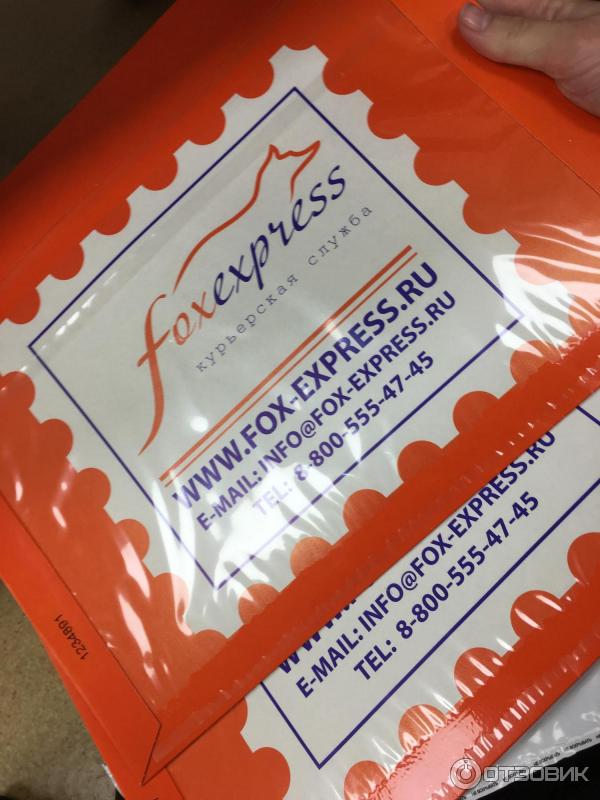 foxexpress
курьерская служба
WWW.FOX-EXPRESS.RU
E-MAIL: INFO@FOX-EXPRESS.RU
TEL: 8-800-555-47-45
E-MAIL: INFO@FOX-EXPRESS.RU
TEL: 8-800-555-47-45
1234891
ОТЗОВИК